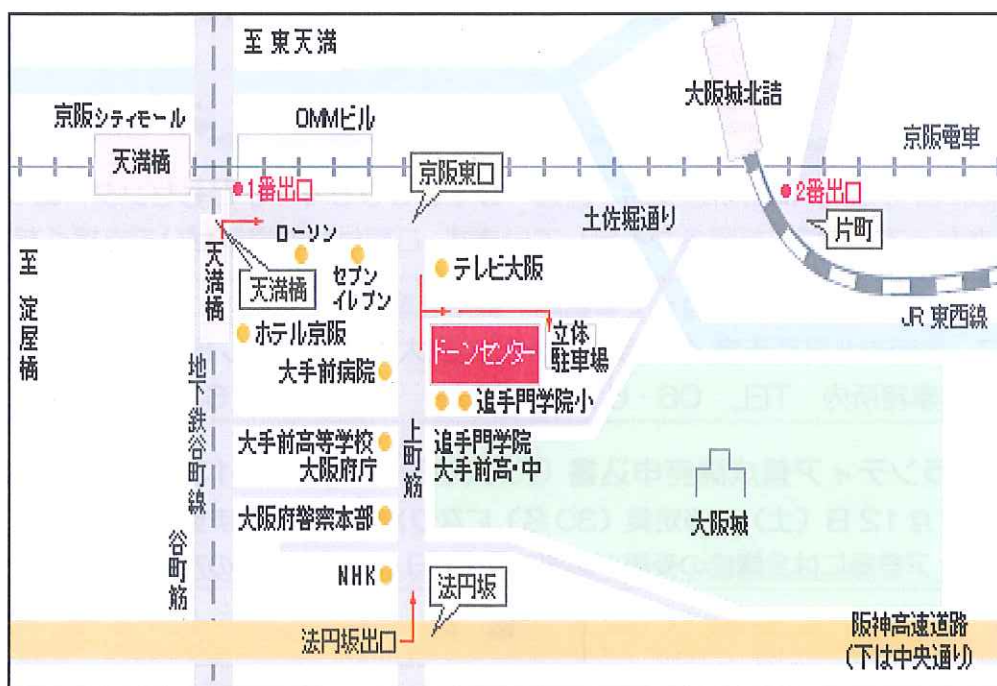 至東天満
大阪城北詰
京阪シティモール
OMMビル
京阪電車
天満橋
京阪東口
1番出口
2番出口
土佐堀通り
片町
ローソン
セブン
イレブン
テレビ大阪
至 淀屋橋
天満橋
天満橋
JR東西線
ホテル京阪
ドーンセンター
立体
駐車場
大手前病院
地下鉄谷町線
追手門学院小
上町筋
大手前高等学校
大阪府庁
追手門学院
大手前高・中
大阪城
大阪府警察本部
谷町筋
NHK
法円坂
法円坂出口
阪神高速道路
(下は中央通り)